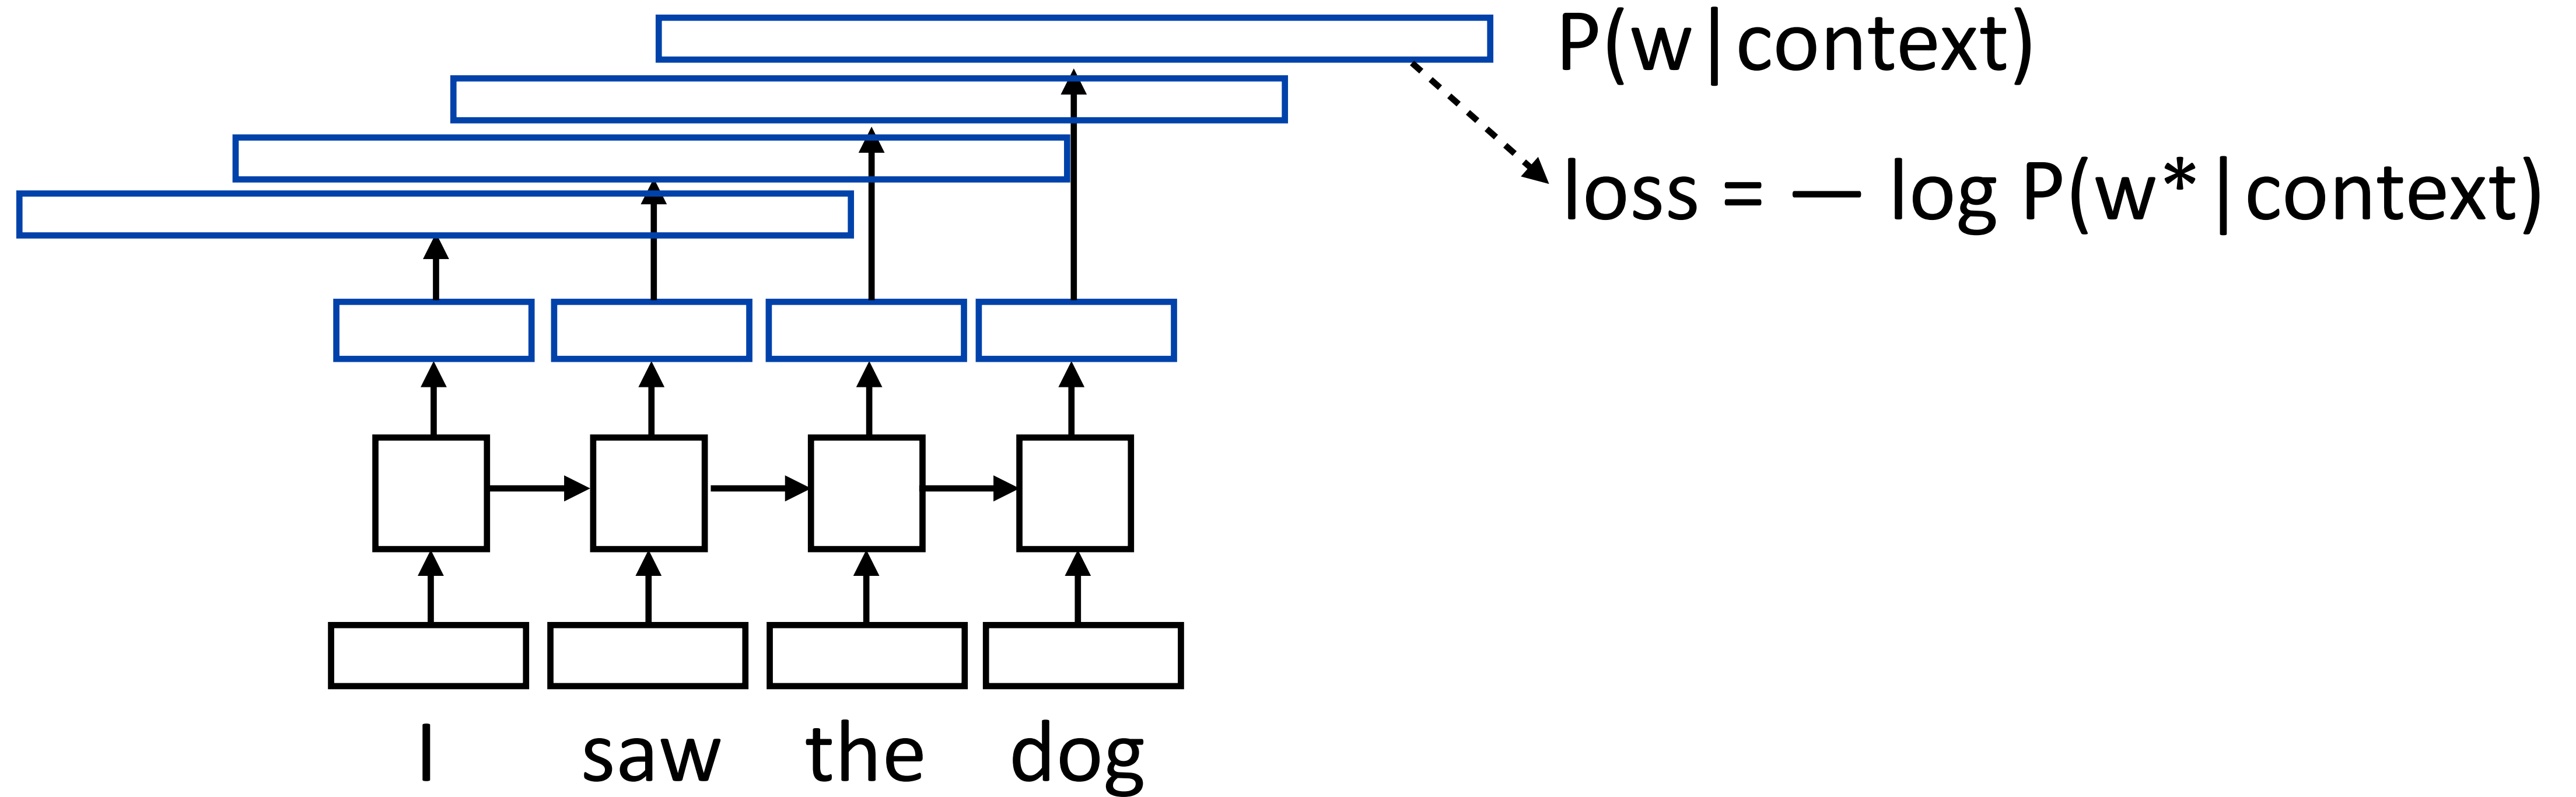 P(w|context)
loss = — log P(w*|context)
I saw the dog